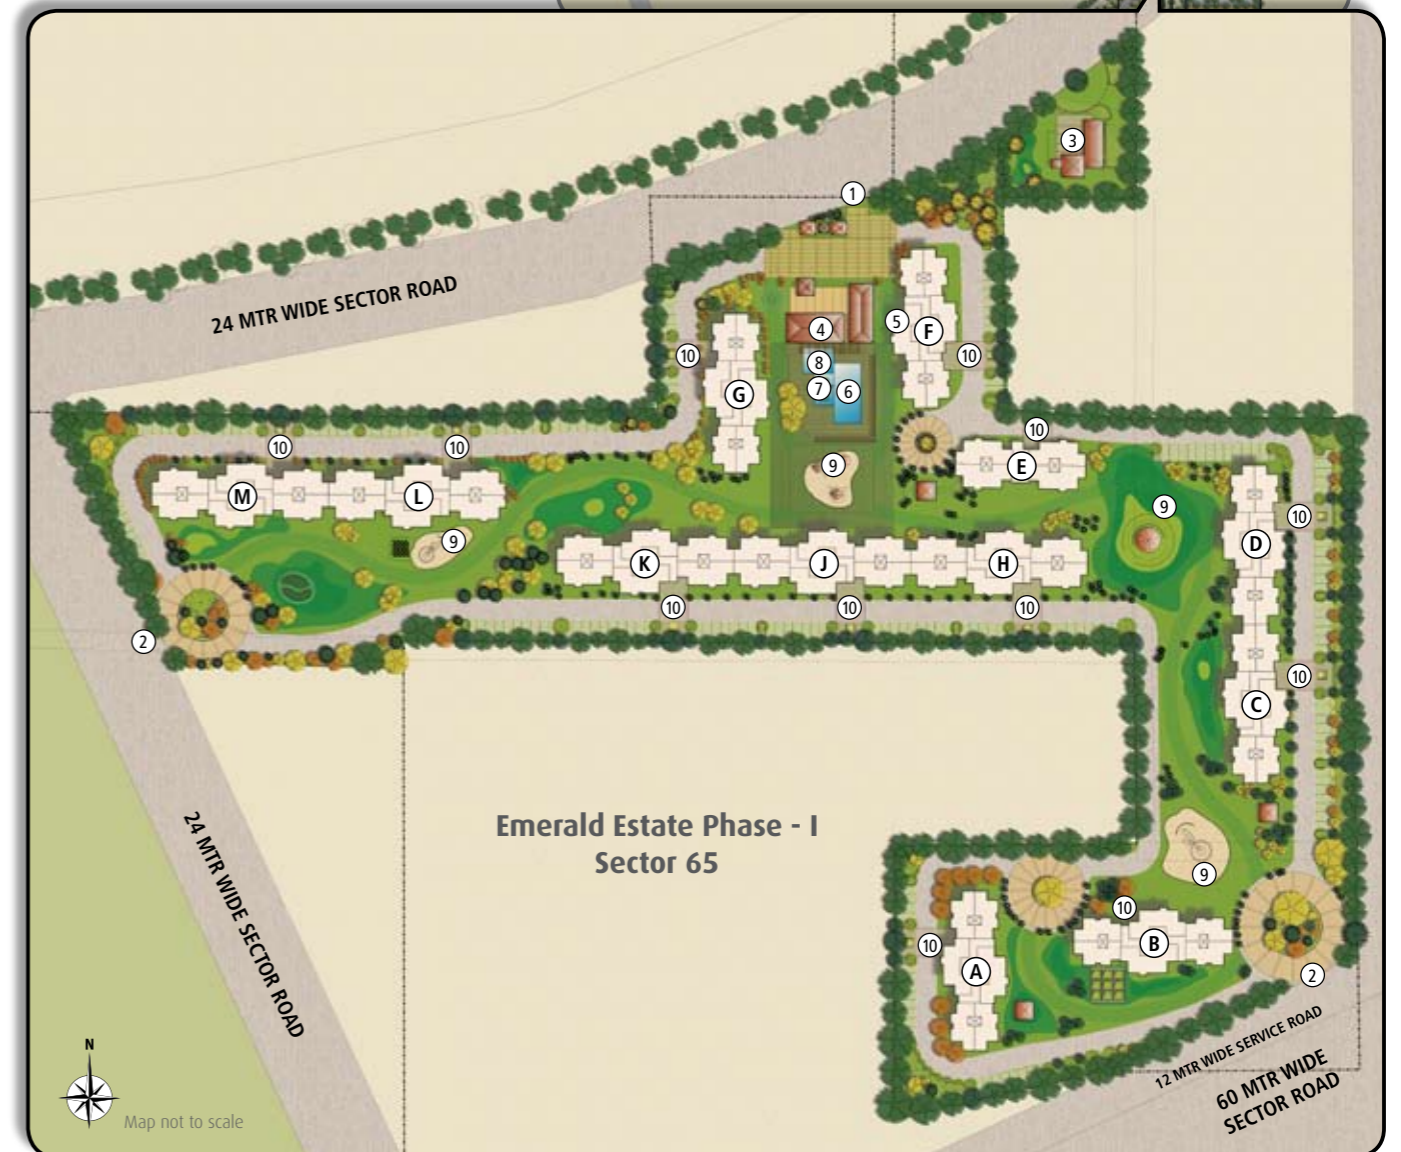 3
1
24 MTR WIDE SECTOR ROAD
4
5
F
10
10
8
7
6
G
10
10
10
9
E
M
L
9
10
D
9
K
J
H
10
10
10
2
10
C
Emerald Estate Phase - I
Sector 65
24 MTR WIDE SECTOR ROAD
9
10
10
B
A
2
12 MTR WIDE SERVICE ROAD
60 MTR WIDE
SECTOR ROAD
N
Map not to scale